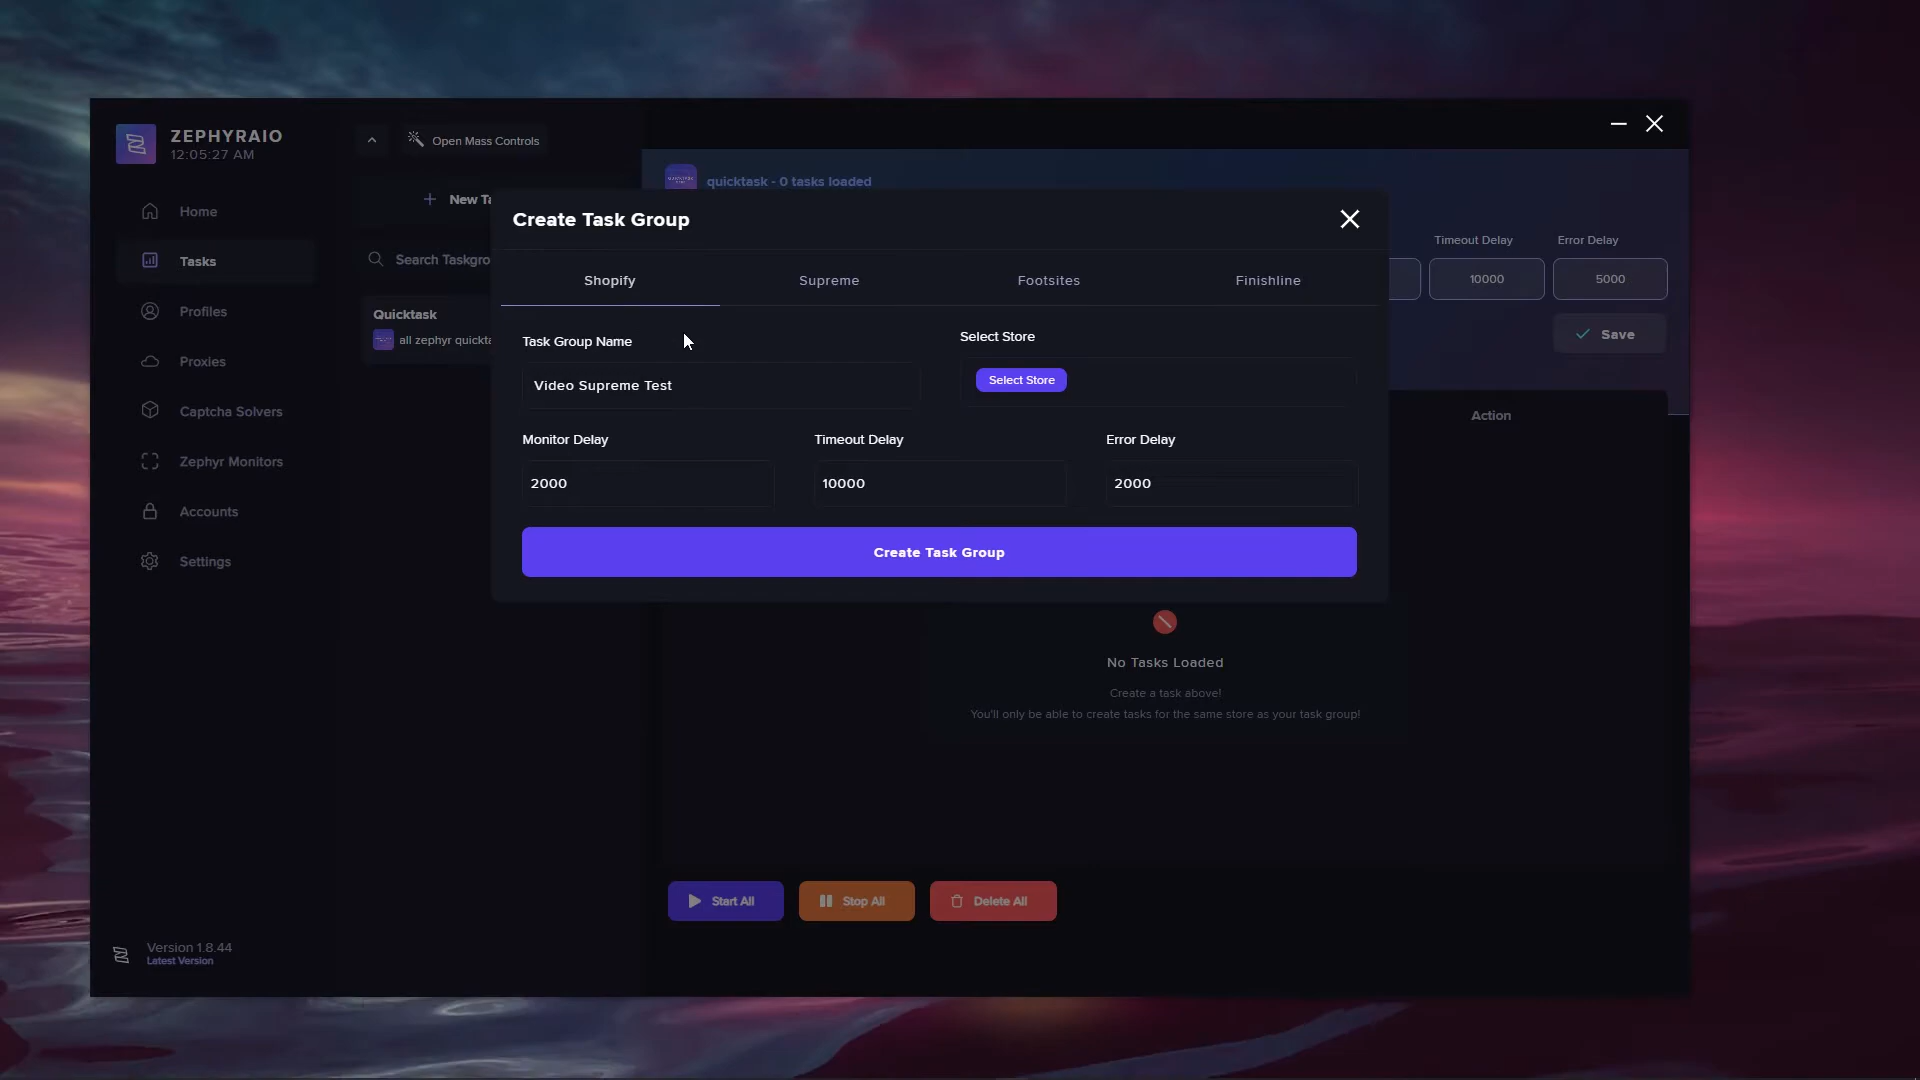 ZEPHYRAIO
12:05:27 AM
Home
Tasks
Profiles
Proxies
Captcha Solvers
Zephyr Monitors
Accounts
Settings
Version 1.8.44
Latest Version
Open Mass Controls
New Ta
Search Taskgro
Quicktask
all zephyr quickta
quicktask - 0 tasks loaded
Timeout Delay
Error Delay
10000
5000
Save
Action
Create Task Group
Shopify
Supreme
Footsites
Finishline
Task Group Name
Select Store
Video Supreme Test
Select Store
Monitor Delay
Timeout Delay
Error Delay
2000
10000
2000
Create Task Group
No Tasks Loaded
Create a task above!
You'll only be able to create tasks for the same store as your task group!
Start All
Stop All
Delete All